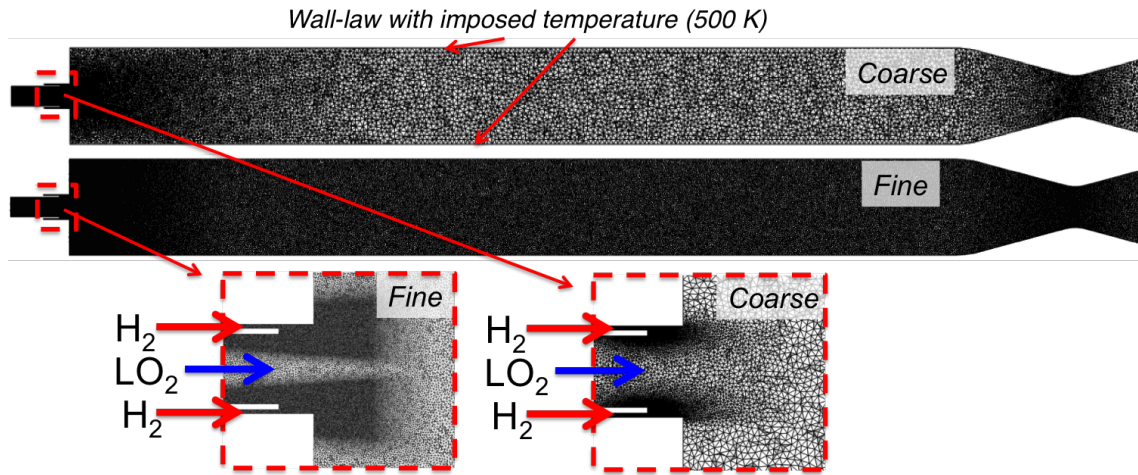 Wall-law with imposed temperature (500 K)
Coarse
Fine
Fine
Coarse
H₂
LO₂
H₂
H₂
LO₂
H₂